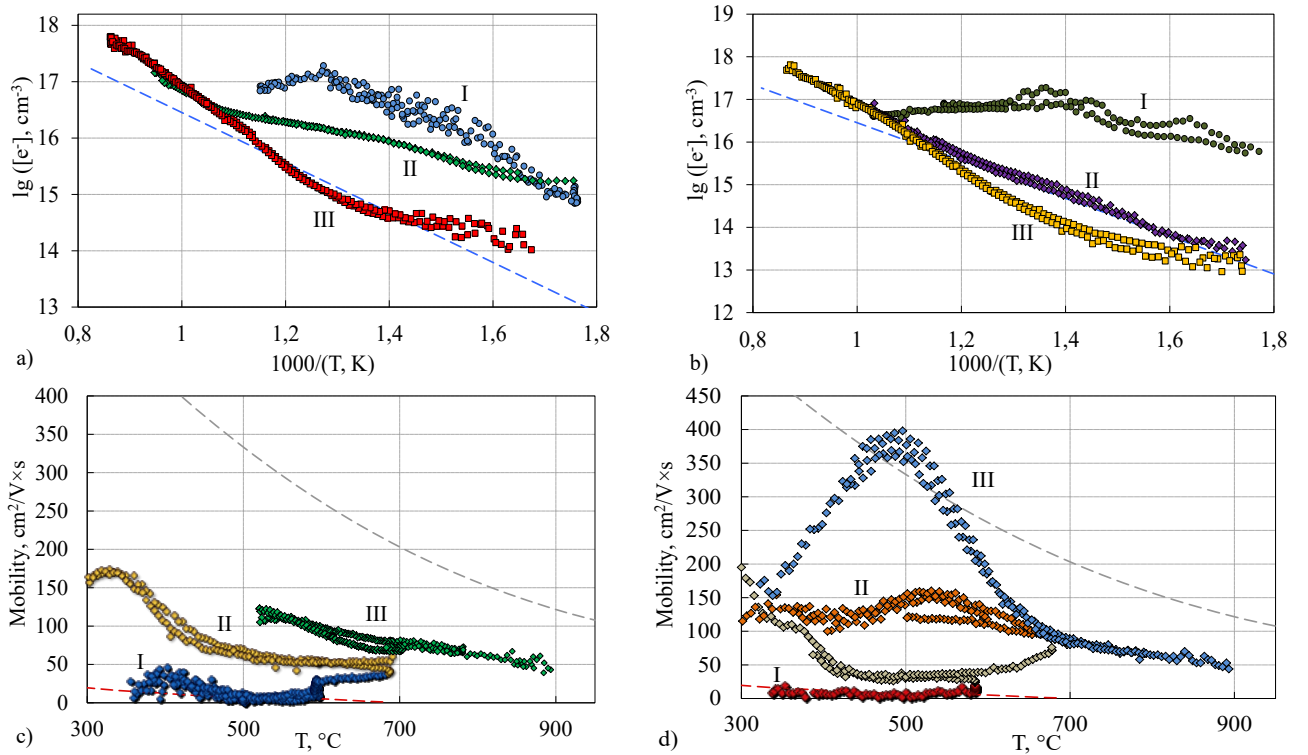 18
17
16
15
14
13
lg ([e-], cm-3)
I
II
III
0,8
1
1,2
1,4
1,6
1,8
a)
1000/(T, K)
19
18
17
16
15
14
13
12
lg ([e-], cm-3)
I
II
III
0,8
1
1,2
1,4
1,6
1,8
b)
1000/(T, K)
400
350
300
250
200
150
100
50
0
Mobility, cm2/V×s
I
II
III
300
500
700
900
c)
T, °C
450
400
350
300
250
200
150
100
50
0
Mobility, cm2/V×s
III
II
I
300
500
700
900
d)
T, °C